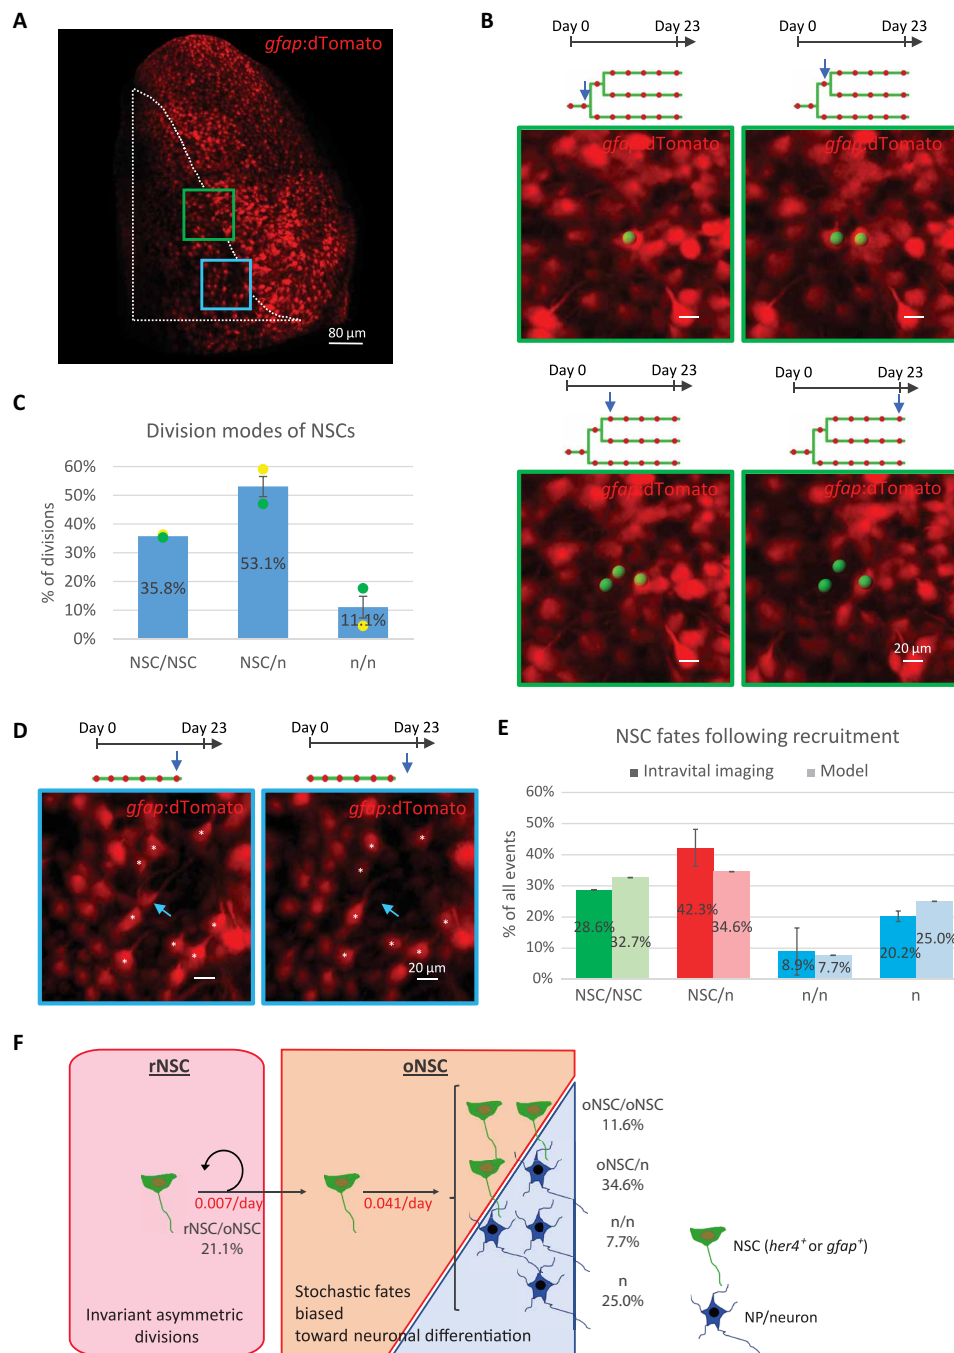 A
gfap:dTomato
80 µm
B
Day 0
Day 23
Day 0
Day 23
gfap:dTomato
gfap:dTomato
Day 0
Day 23
Day 0
Day 23
gfap:dTomato
gfap:dTomato
20 µm
C
Division modes of NSCs
% of divisions
60%
50%
40%
30%
20%
10%
0%
35.8%
53.1%
11.1%
NSC/NSC
NSC/n
n/n
D
Day 0
Day 23
Day 0
Day 23
gfap:dTomato
gfap:dTomato
* * * * * * * *
* * * * * * * *
20 µm
E
NSC fates following recruitment
Intravital imaging
Model
% of all events
60%
50%
40%
30%
20%
10%
0%
28.6%
32.7%
42.3%
34.6%
8.9%
7.7%
20.2%
25.0%
NSC/NSC
NSC/n
n/n
n
F
rNSC
0.007/day
rNSC/oNSC
21.1%
Invariant asymmetric
divisions
oNSC
0.041/day
Stochastic fates
biased
toward neuronal differentiation
oNSC/oNSC
11.6%
oNSC/n
34.6%
n/n
7.7%
n
25.0%
NSC (her4⁺ or gfap⁺)
NP/neuron